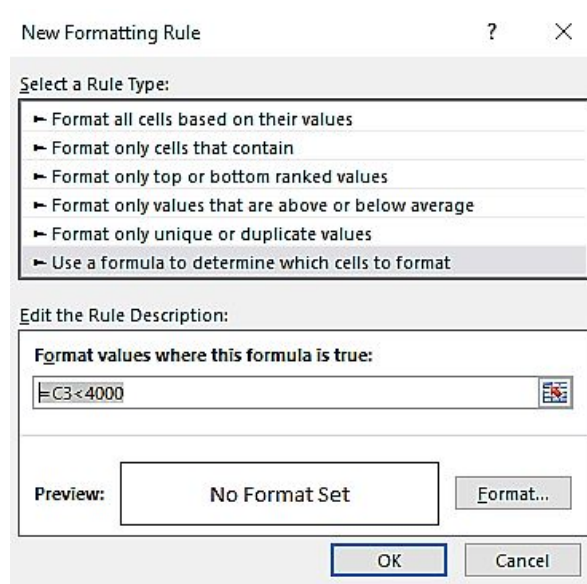 New Formatting Rule ? ×
Select a Rule Type:
► Format all cells based on their values
► Format only cells that contain
► Format only top or bottom ranked values
► Format only values that are above or below average
► Format only unique or duplicate values
► Use a formula to determine which cells to format
Edit the Rule Description:
Format values where this formula is true:
=C3<4000
Preview: No Format Set Format...
OK Cancel